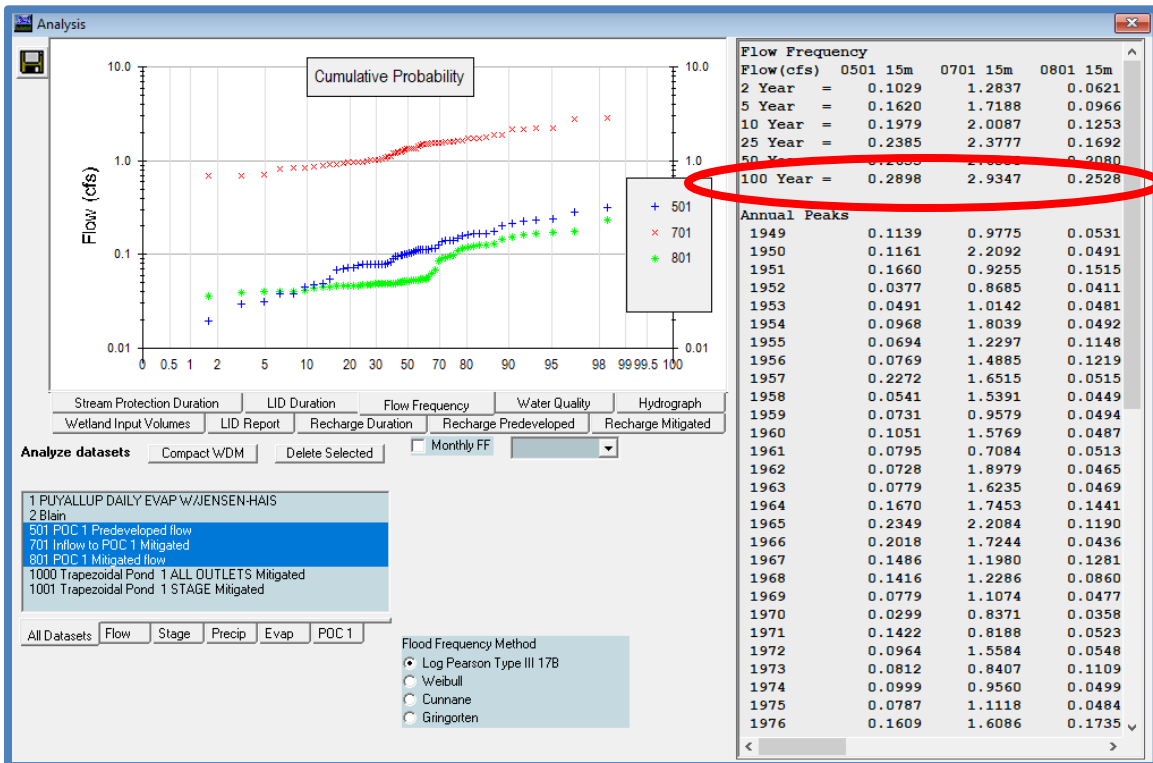 Analysis
10.0
1.0
0.1
0.01
Flow (cfs)
Cumulative Probability
10.0
1.0
0.1
0.01
501
701
801
0 0.5 1 2 5 10 20 30 50 70 80 90 95 98 99 99.5 100
Stream Protection Duration LID Duration Flow Frequency Water Quality Hydrograph
Wetland Input Volumes LID Report Recharge Duration Recharge Predeveloped Recharge Mitigated
Analyze datasets Compact WDM Delete Selected Monthly FF
1 PUYALLUP DAILY EVAP W/JENSEN-HAIS
2 Blain
501 POC 1 Predeveloped flow
701 Inflow to POC 1 Mitigated
801 POC 1 Mitigated flow
1000 Trapezoidal Pond 1 ALL OUTLETS Mitigated
1001 Trapezoidal Pond 1 STAGE Mitigated
All Datasets Flow Stage Precip Evap POC 1
Flood Frequency Method
Log Pearson Type III 17B
Weibull
Cunnane
Gringorten
Flow Frequency
Flow(cfs) 0501 15m 0701 15m 0801 15m
2 Year = 0.1029 1.2837 0.0621
5 Year = 0.1620 1.7188 0.0966
10 Year = 0.1979 2.0087 0.1253
25 Year = 0.2385 2.3777 0.1692
50 Year 0.2080
100 Year = 0.2898 2.9347 0.2528
Annual Peaks
1949 0.1139 0.9775 0.0531
1950 0.1161 2.2092 0.0491
1951 0.1660 0.9255 0.1515
1952 0.0377 0.8685 0.0411
1953 0.0491 1.0142 0.0481
1954 0.0968 1.8039 0.0492
1955 0.0694 1.2297 0.1148
1956 0.0769 1.4885 0.1219
1957 0.2272 1.6515 0.0515
1958 0.0541 1.5391 0.0449
1959 0.0731 0.9579 0.0494
1960 0.1051 1.5769 0.0487
1961 0.0795 0.7084 0.0513
1962 0.0728 1.8979 0.0465
1963 0.0779 1.6235 0.0469
1964 0.1670 1.7453 0.1441
1965 0.2349 2.2084 0.1190
1966 0.2018 1.7244 0.0436
1967 0.1486 1.1980 0.1281
1968 0.1416 1.2286 0.0860
1969 0.0779 1.1074 0.0477
1970 0.0299 0.8371 0.0358
1971 0.1422 0.8188 0.0523
1972 0.0964 1.5584 0.0548
1973 0.0812 0.8407 0.1109
1974 0.0999 0.9560 0.0499
1975 0.0787 1.1118 0.0484
1976 0.1609 1.6086 0.1735